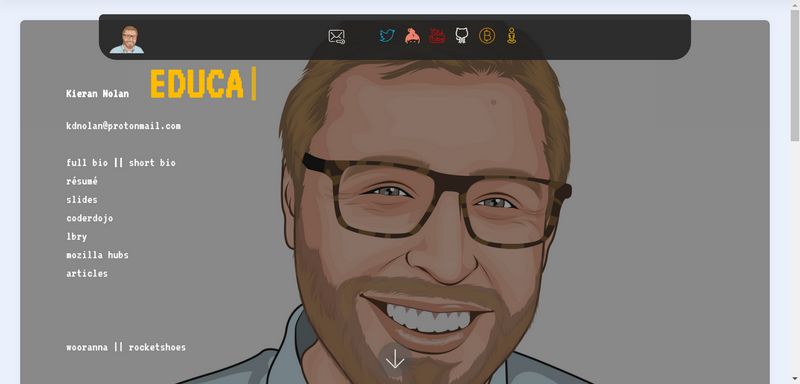 Kieran Nolan
EDUCA
kdnolan@protonmail.com
full bio || short bio
résumé
slides
coderdojo
lbry
mozilla hubs
articles
wooranna || rocketshoes